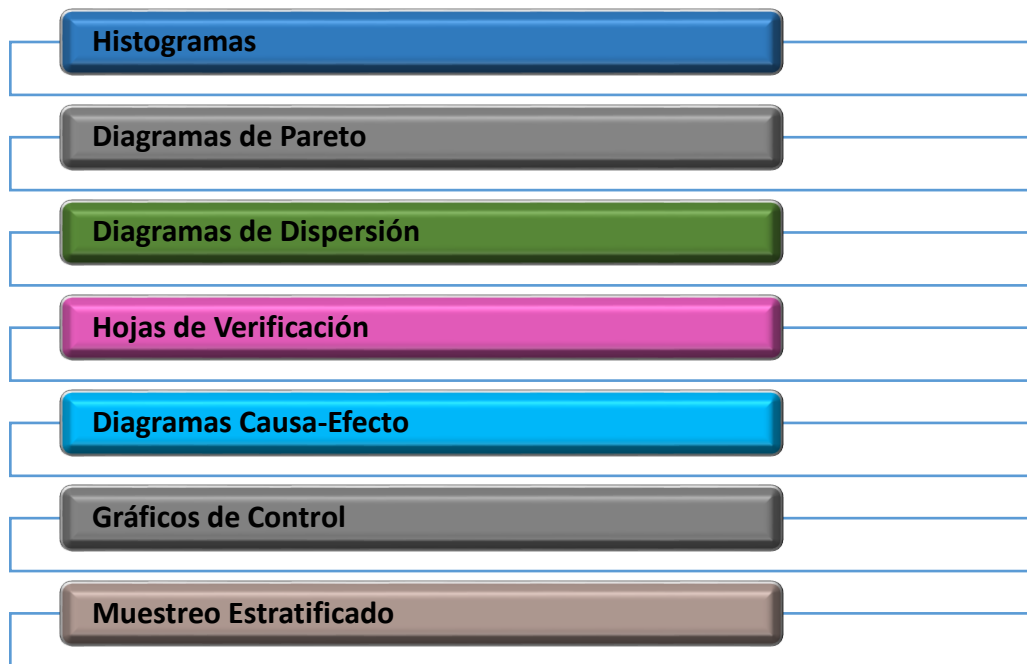 Histogramas
Diagramas de Pareto
Diagramas de Dispersión
Hojas de Verificación
Diagramas Causa-Efecto
Gráficos de Control
Muestreo Estratificado